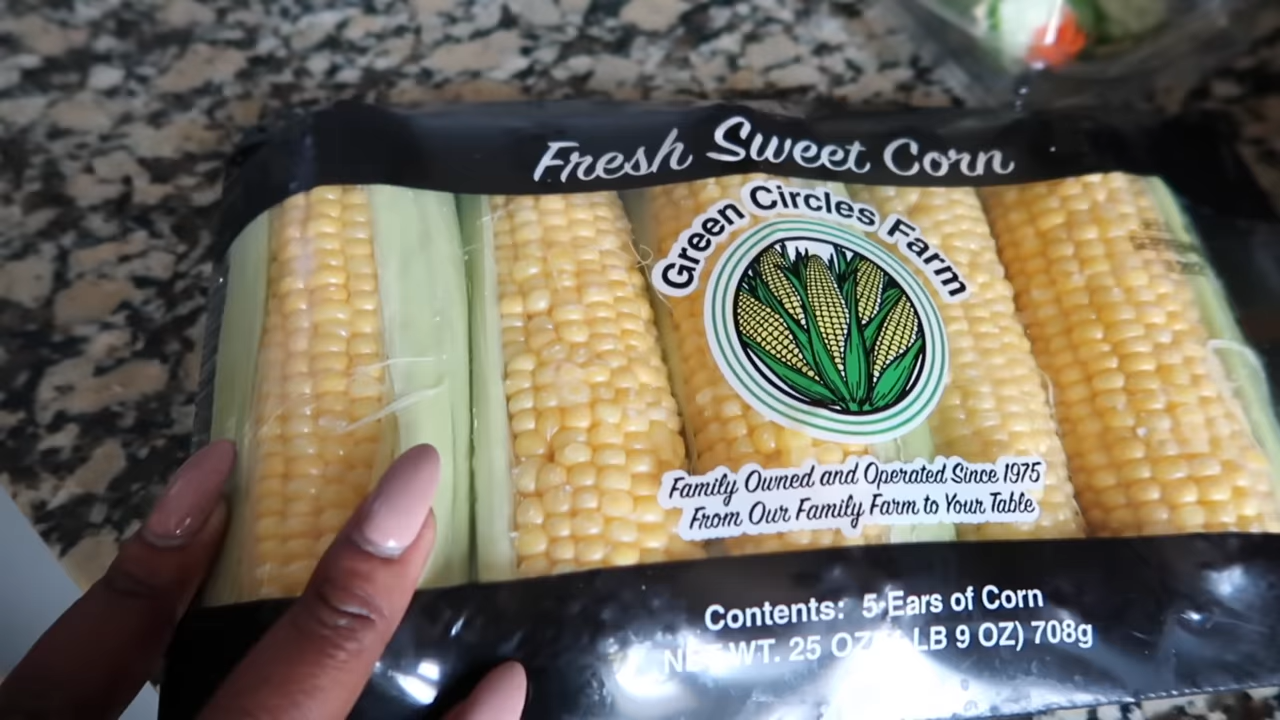 Fresh Sweet Corn
Green Circles Farm
Family Owned and Operated Since 1975
From Our Family Farm to Your Table
Contents: 5 Ears of Corn
NET WT. 25 OZ LB 9 OZ) 708g